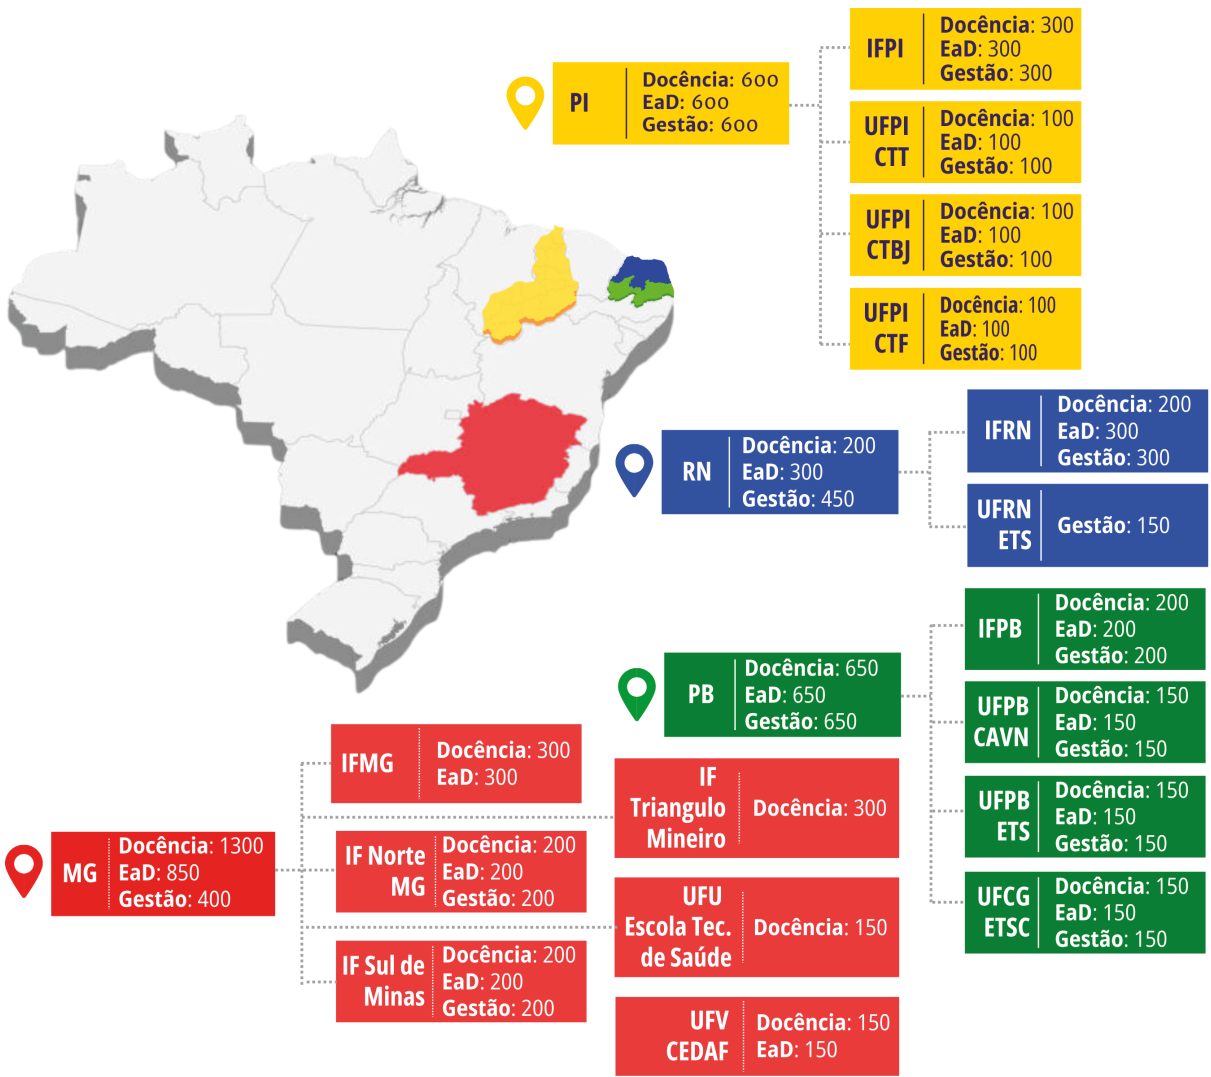 PI
Docência: 600
EaD: 600
Gestão: 600
IFPI
Docência: 300
EaD: 300
Gestão: 300
UFPI
CTT
Docência: 100
EaD: 100
Gestão: 100
UFPI
CTBJ
Docência: 100
EaD: 100
Gestão: 100
UFPI
CTF
Docência: 100
EaD: 100
Gestão: 100
RN
Docência: 200
EaD: 300
Gestão: 450
IFRN
Docência: 200
EaD: 300
Gestão: 300
UFRN
ETS
Gestão: 150
PB
Docência: 650
EaD: 650
Gestão: 650
IFPB
Docência: 200
EaD: 200
Gestão: 200
UFPB
CAVN
Docência: 150
EaD: 150
Gestão: 150
UFPB
ETS
Docência: 150
EaD: 150
Gestão: 150
UFCG
ETSC
Docência: 150
EaD: 150
Gestão: 150
MG
Docência: 1300
EaD: 850
Gestão: 400
IFMG
Docência: 300
EaD: 300
IF
Triangulo
Mineiro
Docência: 300
IF Norte
MG
Docência: 200
EaD: 200
Gestão: 200
UFU
Escola Tec.
de Saúde
Docência: 150
IF Sul de
Minas
Docência: 200
EaD: 200
Gestão: 200
UFV
CEDAF
Docência: 150
EaD: 150